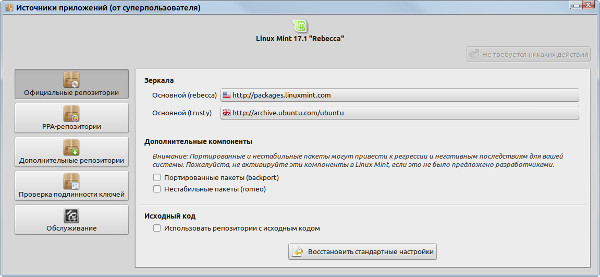 Источники приложений (от суперпользователя)
Linux Mint 17.1 "Rebecca"
Не требуется никаких действий
Официальные репозитории
PPA-репозитории
Дополнительные репозитории
Проверка подлинности ключей
Обслуживание
Зеркала
Основной (rebecca) http://packages.linuxmint.com
Основной (trusty) http://archive.ubuntu.com/ubuntu
Дополнительные компоненты
Внимание: Портированные и нестабильные пакеты могут привести к регрессии и негативным последствиям для вашей
системы. Пожалуйста, не активируйте эти компоненты в Linux Mint, если это не было предложено разработчиками.
Портированные пакеты (backport)
Нестабильные пакеты (romeo)
Исходный код
Использовать репозитории с исходным кодом
Восстановить стандартные настройки